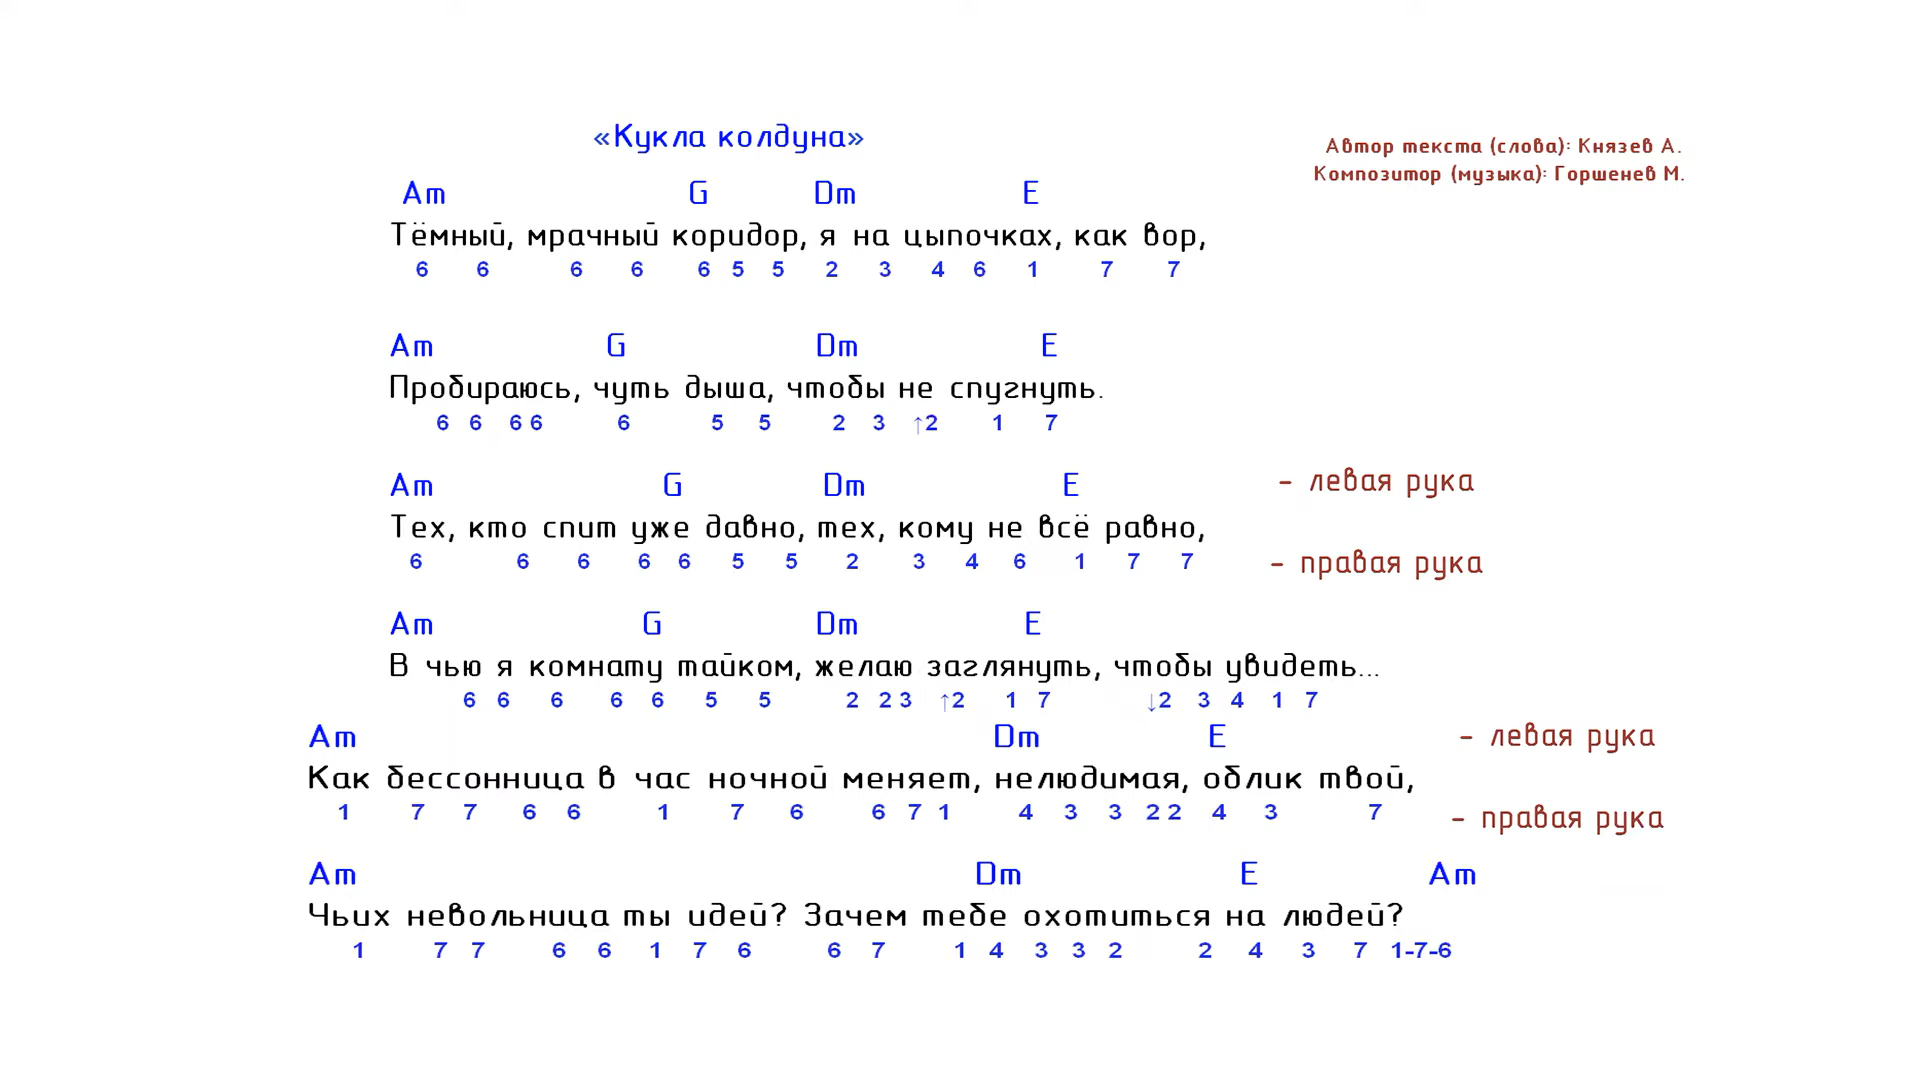 «Кукла колдуна»
Автор текста (слова): Князев А.
Композитор (музыка): Горшенев М.
Am G Dm E
Тёмный, мрачный коридор, я на цыпочках, как вор,
6 6 6 6 6 5 5 2 3 4 6 1 7 7
Am G Dm E
Пробираюсь, чуть дыша, чтобы не спугнуть.
6 6 6 6 6 5 5 2 3 ↑2 1 7
Am G Dm E - левая рука
Тех, кто спит уже давно, тех, кому не всё равно,
6 6 6 6 6 5 5 2 3 4 6 1 7 7 - правая рука
Am G Dm E
В чью я комнату тайком, желаю заглянуть, чтобы увидеть...
6 6 6 6 6 5 5 2 2 3 ↑2 1 7 ↓2 3 4 1 7
Am Dm E - левая рука
Как бессонница в час ночной меняет, нелюдимая, облик твой,
1 7 7 6 6 1 7 6 6 7 1 4 3 3 2 2 4 3 7 - правая рука
Am Dm E Am
Чьих невольница ты идей? Зачем тебе охотиться на людей?
1 7 7 6 6 1 7 6 6 7 1 4 3 3 2 2 4 3 7 1-7-6